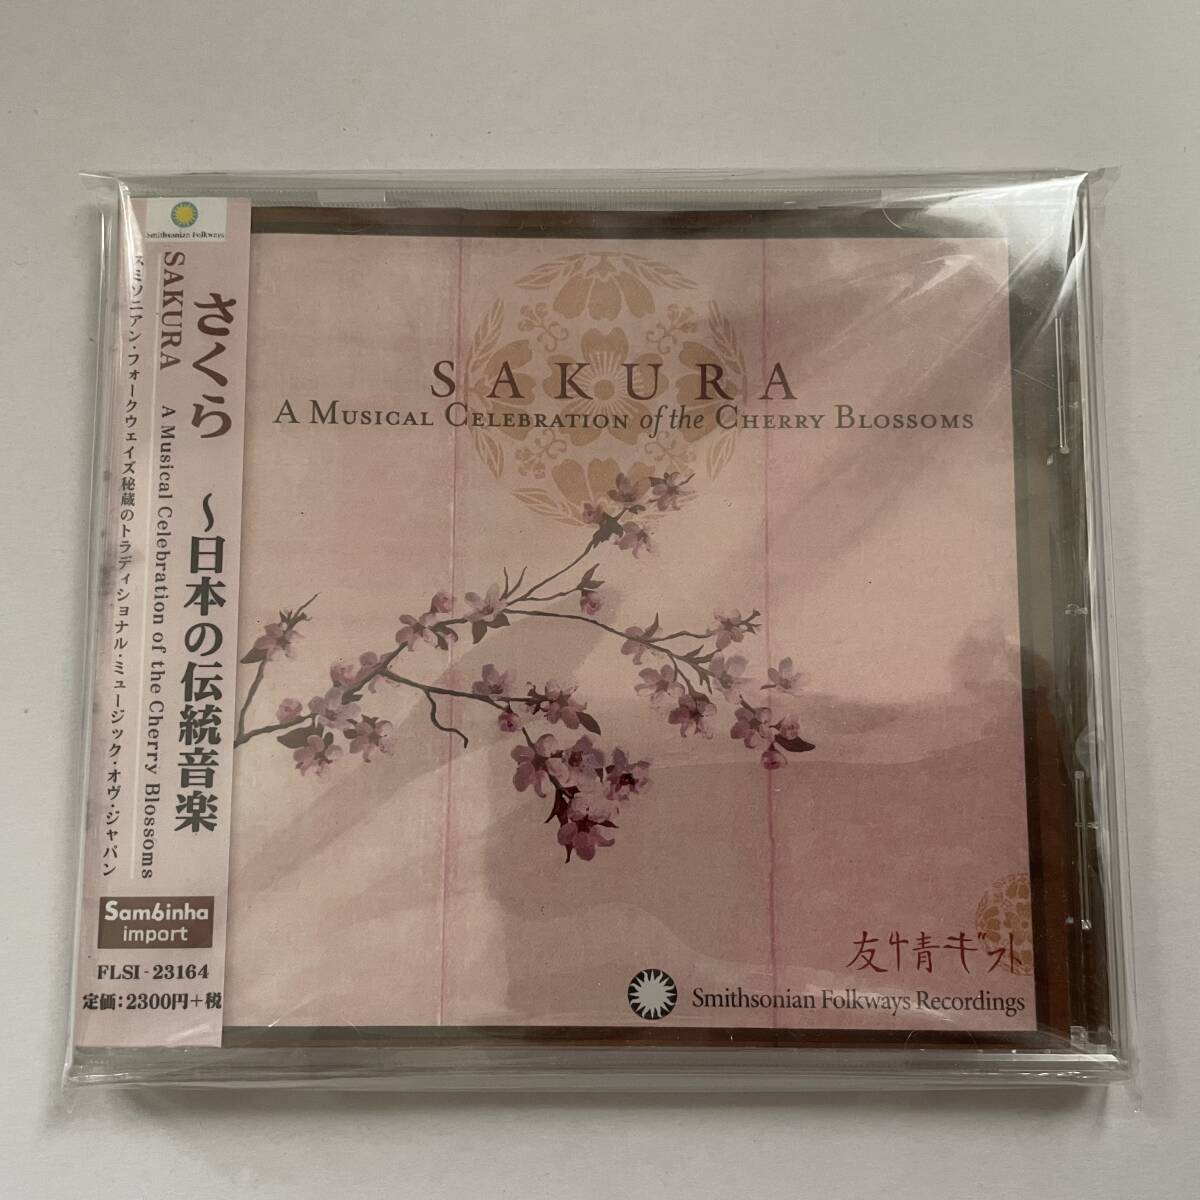 Smithsonian Folkways
さくら 〜日本の伝統音楽
SAKURA A Musical Celebration of the Cherry Blossoms
ミソニアン・フォークウェイズ秘蔵のトラディショナル・ミュージック・オヴ・ジャパン
Sambinha
import
FLSI-23164
定価:2300円+税
SAKURA
A MUSICAL CELEBRATION of the CHERRY BLOSSOMS
友情ギフト
Smithsonian Folkways Recordings